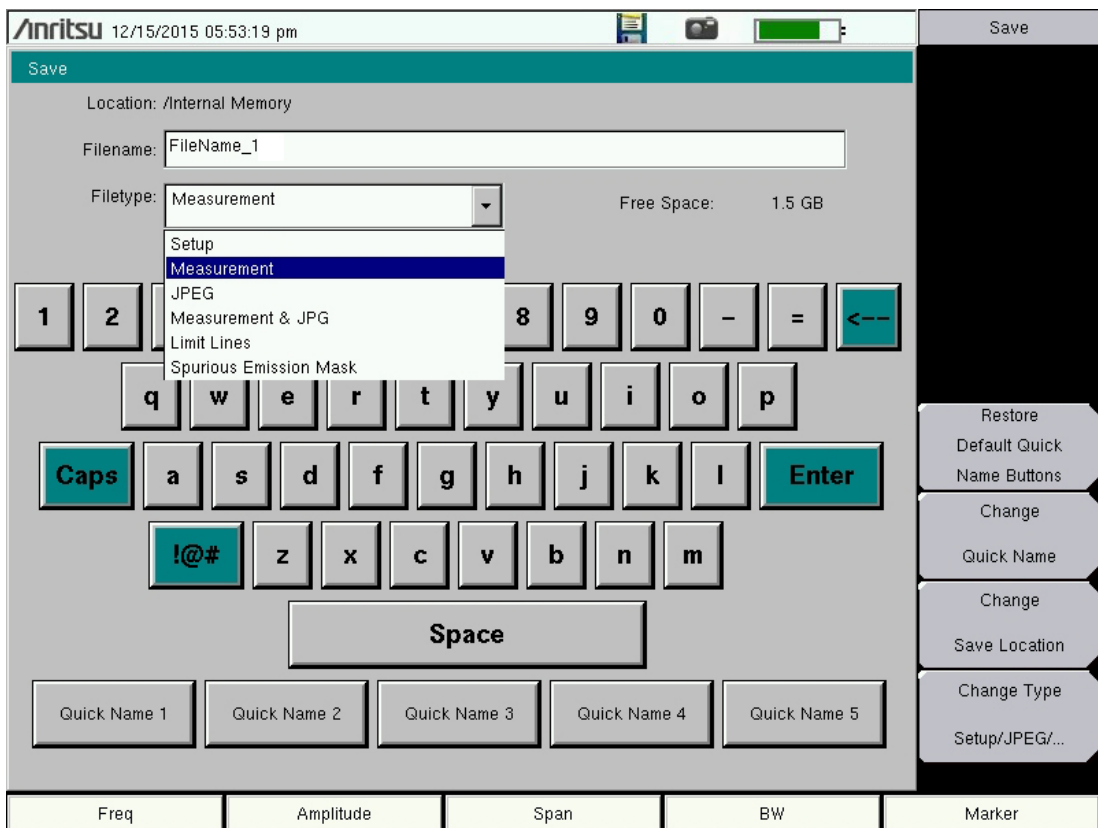 Anritsu 12/15/2015 05:53:19 pm
Save
Save
Location: /Internal Memory
Filename: FileName_1
Filetype: Measurement
Free Space: 1.5 GB
Setup
Measurement
JPEG
Measurement & JPG
Limit Lines
Spurious Emission Mask
1 2 8 9 0 - = <--
q w e r t y u i o p
Caps a s d f g h j k l Enter
!@# z x c v b n m
Space
Quick Name 1 Quick Name 2 Quick Name 3 Quick Name 4 Quick Name 5
Restore
Default Quick
Name Buttons
Change
Quick Name
Change
Save Location
Change Type
Setup/JPEG/...
Freq Amplitude Span BW Marker